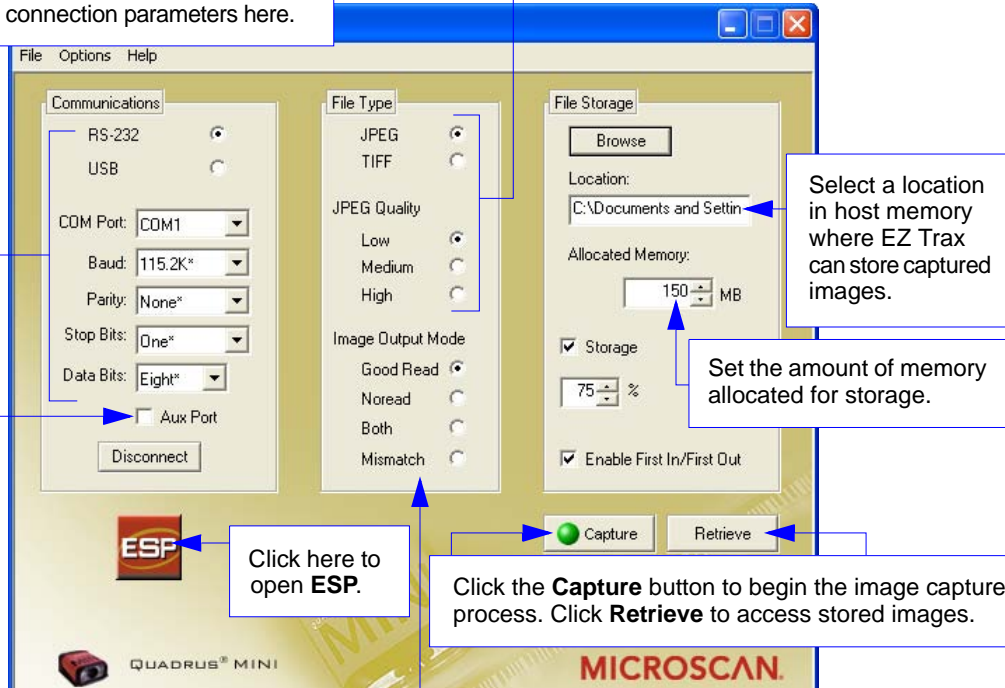 connection parameters here.
File Options Help
Communications
RS-232
USB
COM Port: COM1
Baud: 115.2K*
Parity: None*
Stop Bits: One*
Data Bits: Eight*
Aux Port
Disconnect
File Type
JPEG
TIFF
JPEG Quality
Low
Medium
High
Image Output Mode
Good Read
Noread
Both
Mismatch
File Storage
Browse
Location:
C:\Documents and Settin
Allocated Memory:
150 MB
Storage
75 %
Enable First In/First Out
Select a location
in host memory
where EZ Trax
can store captured
images.
Set the amount of memory
allocated for storage.
ESP
Click here to
open ESP.
Capture
Retrieve
Click the Capture button to begin the image capture
process. Click Retrieve to access stored images.
QUADRUS® MINI
MICROSCAN.